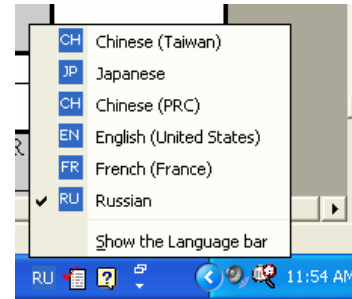 CH Chinese (Taiwan)
JP Japanese
CH Chinese (PRC)
EN English (United States)
FR French (France)
RU Russian
Show the Language bar
R
RU ? 11:54 AM